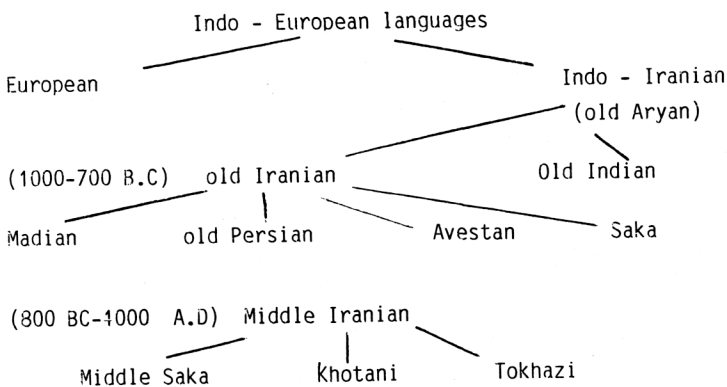 Indo - European languages
European
Indo - Iranian
(old Aryan)
(1000-700 B.C) old Iranian
Old Indian
Madian old Persian Avestan Saka
(800 BC-1000 A.D) Middle Iranian
Middle Saka Khotani Tokhazi